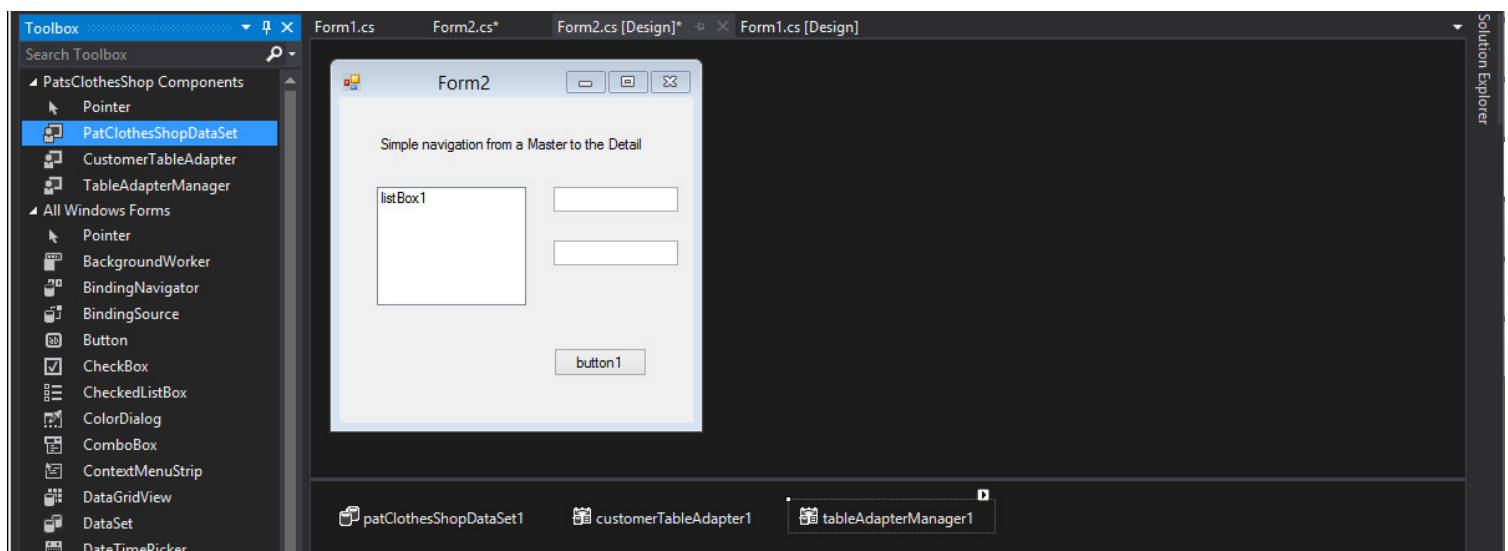 Toolbox
Search Toolbox
PatsClothesShop Components
Pointer
PatClothesShopDataSet
CustomerTableAdapter
TableAdapterManager
All Windows Forms
Pointer
BackgroundWorker
BindingNavigator
BindingSource
Button
CheckBox
CheckedListBox
ColorDialog
ComboBox
ContextMenuStrip
DataGridView
DataSet
DateTimePicker
Form1.cs
Form2.cs*
Form2.cs [Design]*
Form1.cs [Design]
Form2
Simple navigation from a Master to the Detail
listBox1
button1
patClothesShopDataSet1
customerTableAdapter1
tableAdapterManager1
Solution Explorer